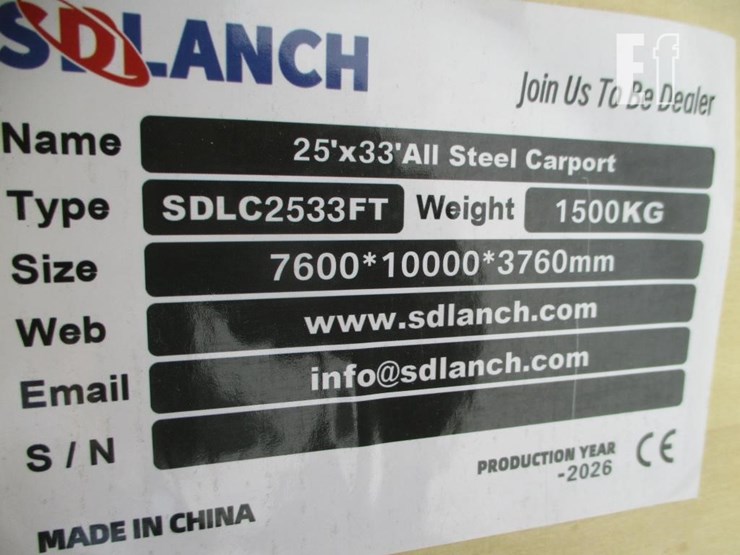 SDLANCH
Join Us To Be Dealer
Name 25'x33'All Steel Carport
Type SDLC2533FT Weight 1500KG
Size 7600*10000*3760mm
Web www.sdlanch.com
Email info@sdlanch.com
S / N
PRODUCTION YEAR
-2026
CE
MADE IN CHINA
Ef